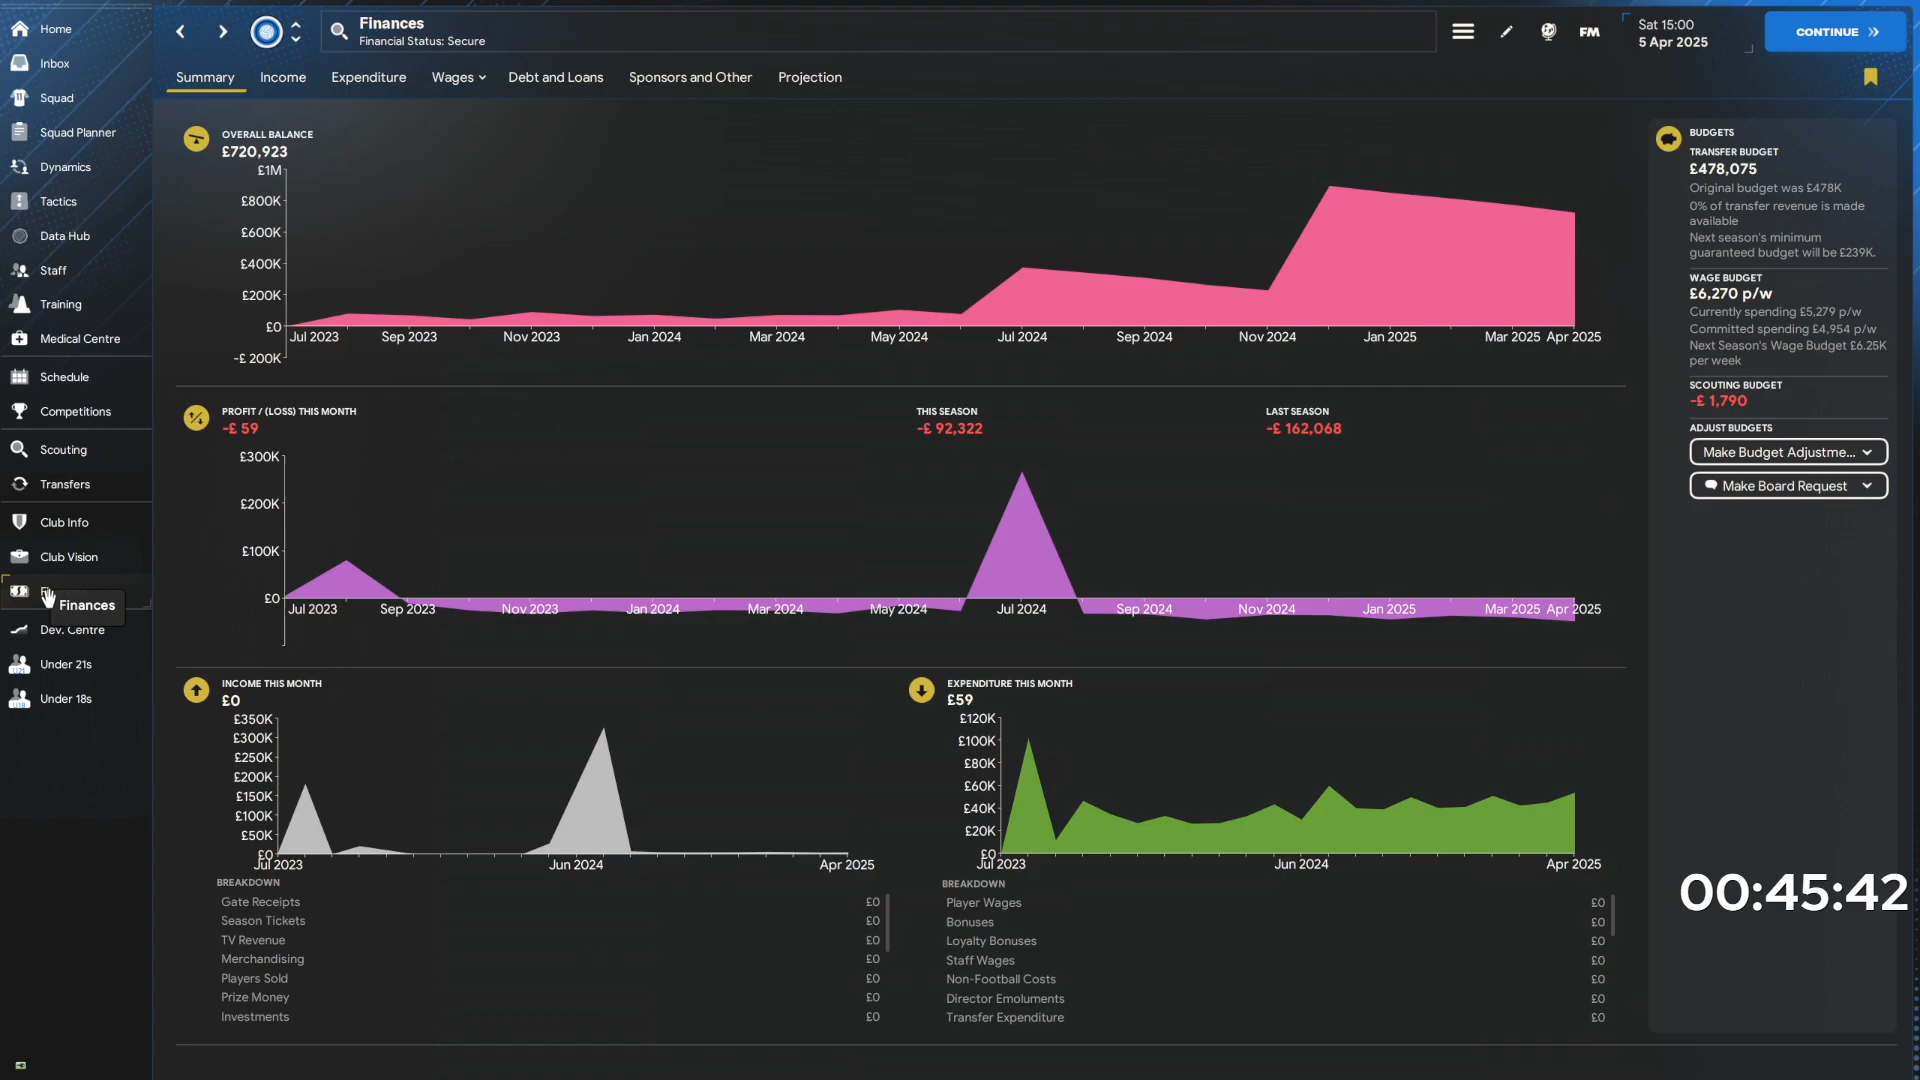 Home
Inbox
Squad
Squad Planner
Dynamics
Tactics
Data Hub
Staff
Training
Medical Centre
Schedule
Competitions
Scouting
Transfers
Club Info
Club Vision
Finances
Dev. Centre
Under 21s
Under 18s
Finances
Financial Status: Secure
FM
Sat 15:00
5 Apr 2025
CONTINUE
Summary Income Expenditure Wages Debt and Loans Sponsors and Other Projection
OVERALL BALANCE
£720,923
£1M
£800K
£600K
£400K
£200K
£0
-£ 200K
Jul 2023 Sep 2023 Nov 2023 Jan 2024 Mar 2024 May 2024 Jul 2024 Sep 2024 Nov 2024 Jan 2025 Mar 2025 Apr 2025
PROFIT / (LOSS) THIS MONTH
-£ 59
THIS SEASON
-£ 92,322
LAST SEASON
-£ 162,068
£300K
£200K
£100K
£0
Jul 2023 Sep 2023 Nov 2023 Jan 2024 Mar 2024 May 2024 Jul 2024 Sep 2024 Nov 2024 Jan 2025 Mar 2025 Apr 2025
INCOME THIS MONTH
£0
£350K
£300K
£250K
£200K
£150K
£100K
£50K
£0
Jul 2023 Jun 2024 Apr 2025
BREAKDOWN
Gate Receipts £0
Season Tickets £0
TV Revenue £0
Merchandising £0
Players Sold £0
Prize Money £0
Investments £0
EXPENDITURE THIS MONTH
£59
£120K
£100K
£80K
£60K
£40K
£20K
£0
Jul 2023 Jun 2024 Apr 2025
BREAKDOWN
Player Wages £0
Bonuses £0
Loyalty Bonuses £0
Staff Wages £0
Non-Football Costs £0
Director Emoluments £0
Transfer Expenditure £0
BUDGETS
TRANSFER BUDGET
£478,075
Original budget was £478K
0% of transfer revenue is made
available
Next season's minimum
guaranteed budget will be £239K.
WAGE BUDGET
£6,270 p/w
Currently spending £5,279 p/w
Committed spending £4,954 p/w
Next Season's Wage Budget £6.25K
per week
SCOUTING BUDGET
-£ 1,790
ADJUST BUDGETS
Make Budget Adjustme...
Make Board Request
00:45:42